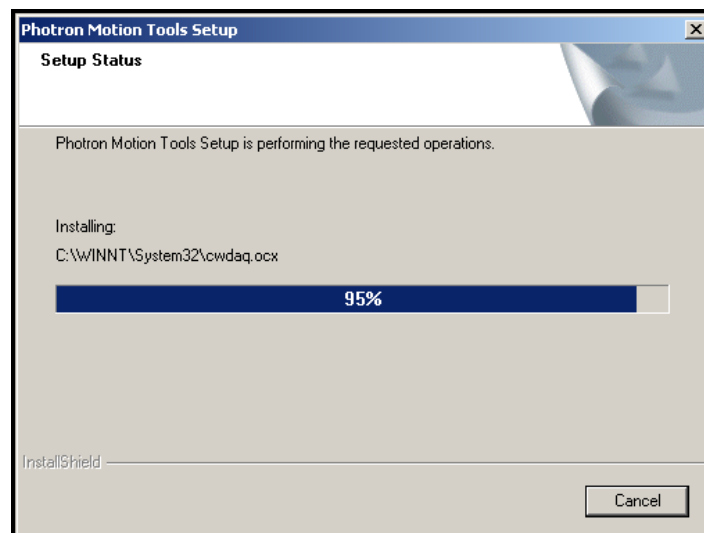 Photron Motion Tools Setup
Setup Status
Photron Motion Tools Setup is performing the requested operations.
Installing:
C:\WINNT\System32\cwdaq.ocx
95%
InstallShield
Cancel